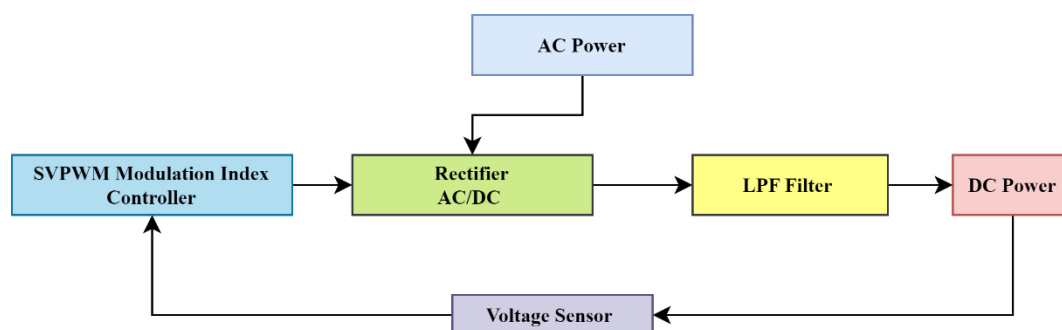 AC Power
SVPWM Modulation Index
Controller
Rectifier
AC/DC
LPF Filter
DC Power
Voltage Sensor